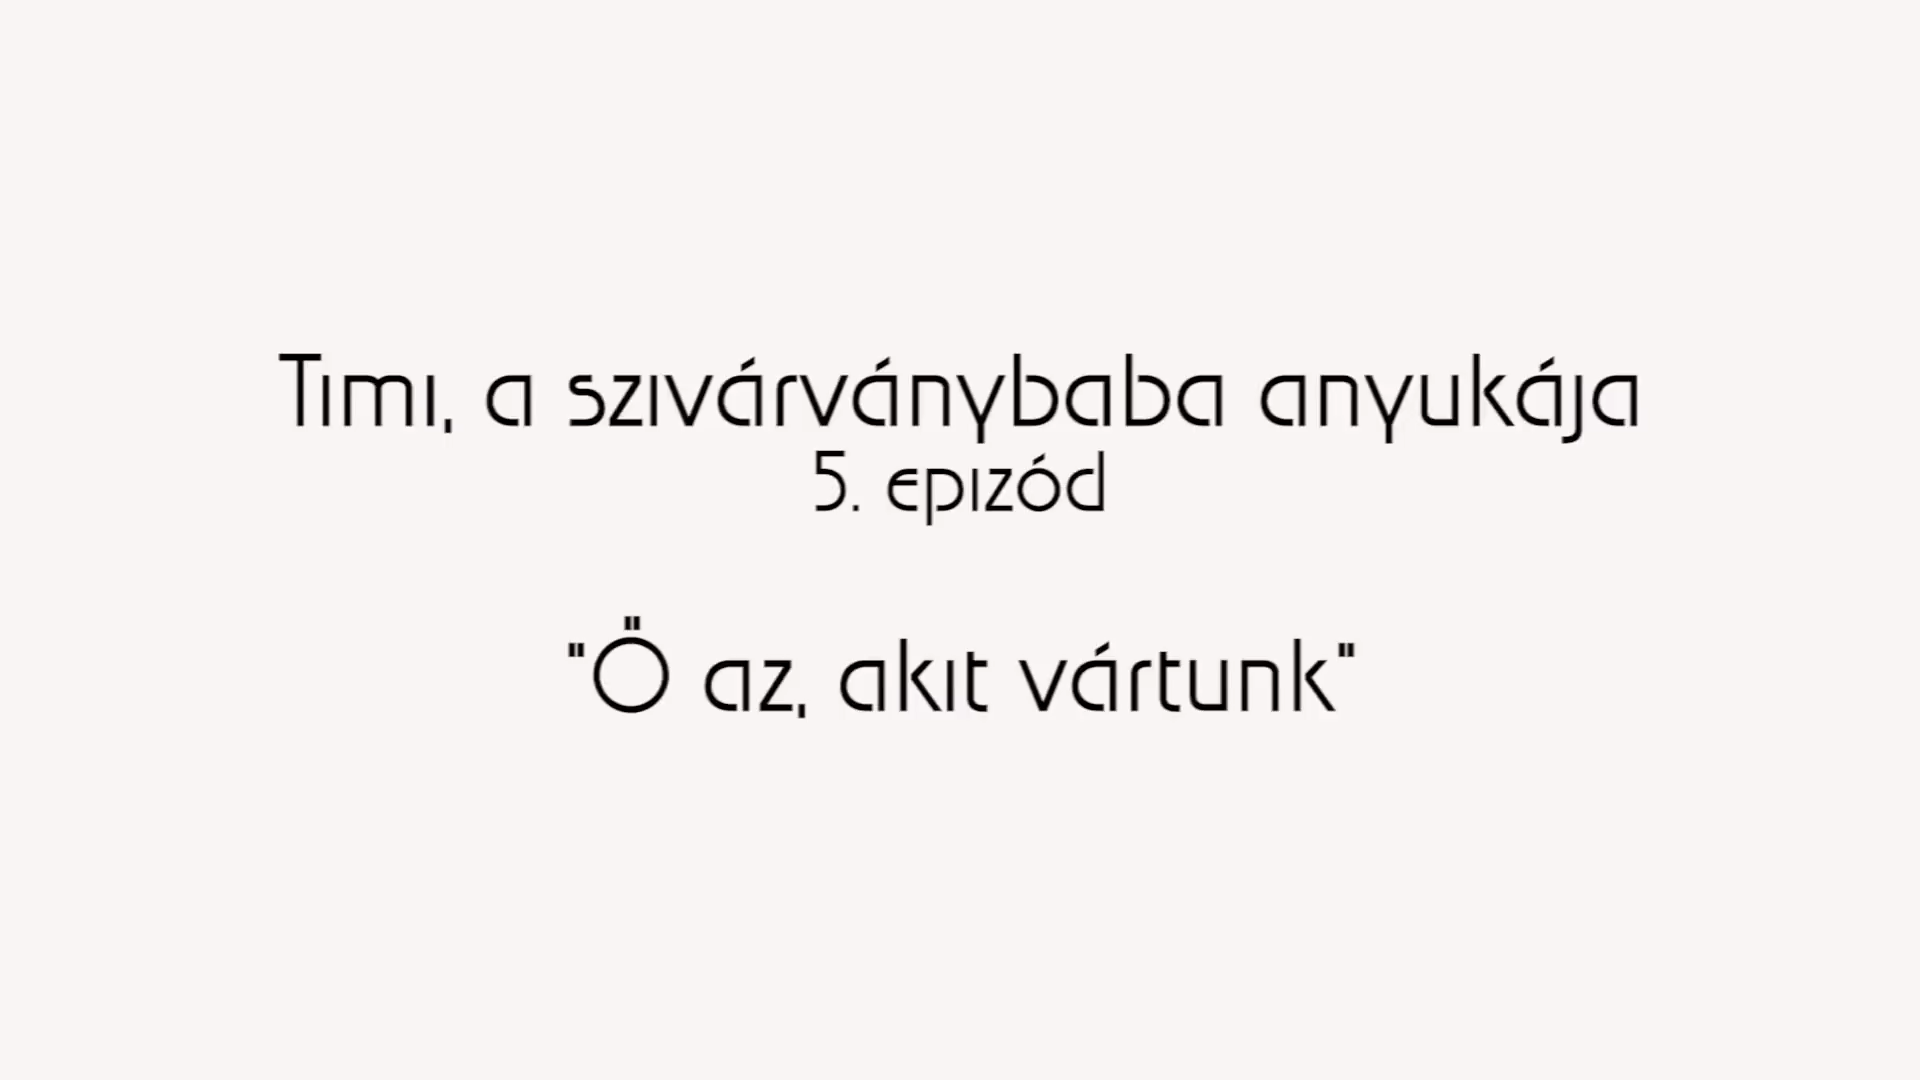 Timi, a szivárványbaba anyukája
5. epizód
"Ő az, akit vártunk"